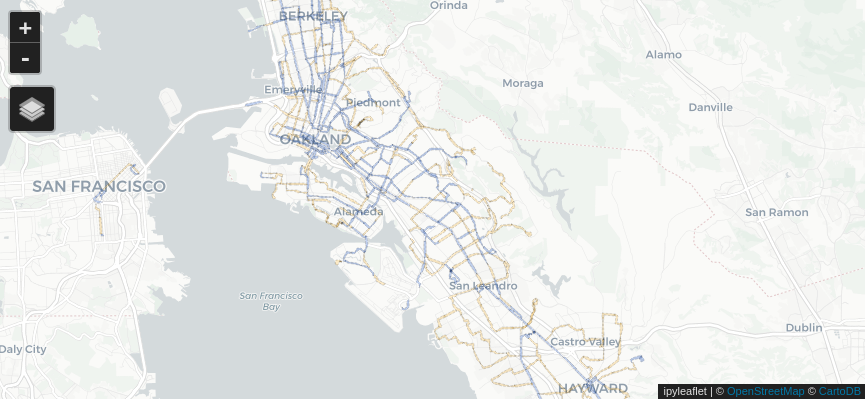 +
-
BERKELEY
Orinda
Alamo
Emeryville
Moraga
Piedmont
Danville
OAKLAND
SAN FRANCISCO
Alameda
San Ramon
San Leandro
San Francisco
Bay
Dublin
Castro Valley
Daly City
HAYWARD
ipyleaflet | © OpenStreetMap © CartoDB